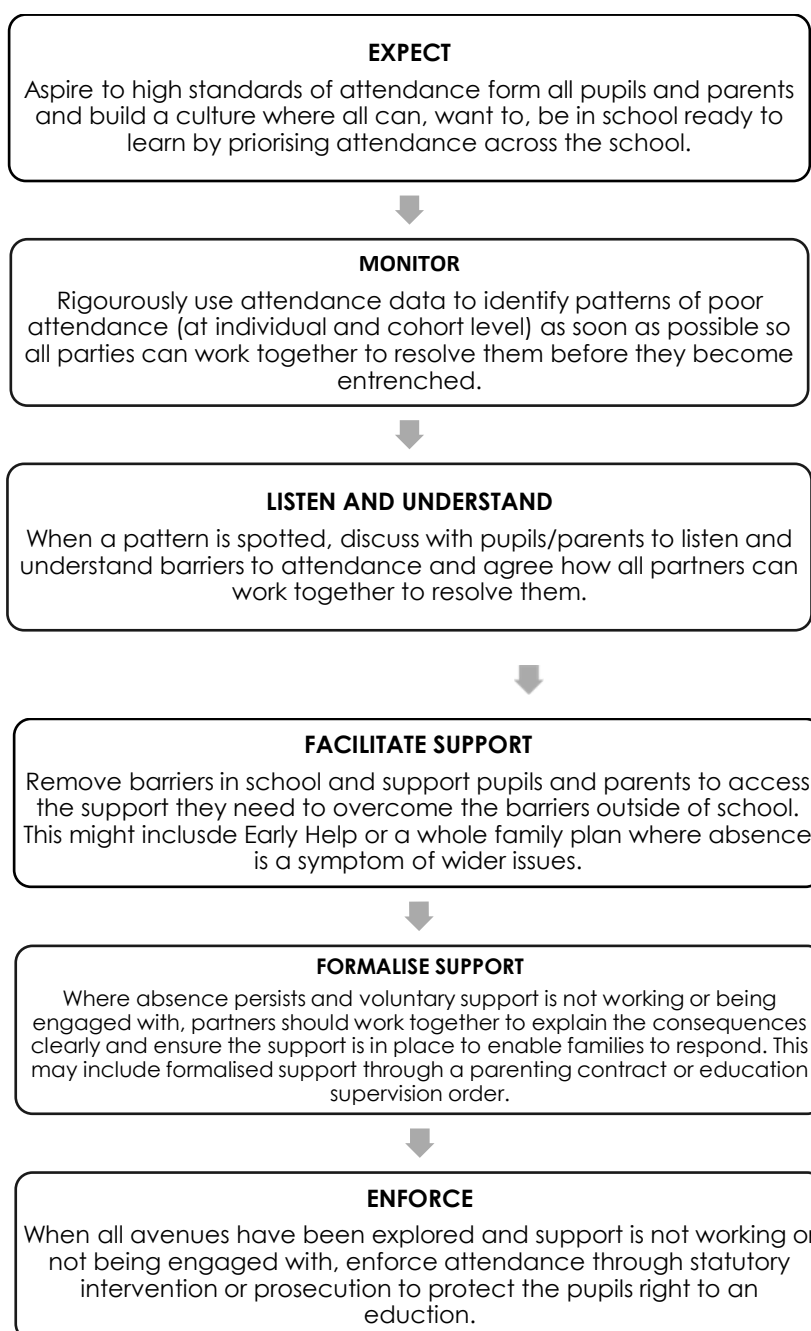 EXPECT
Aspire to high standards of attendance form all pupils and parents
and build a culture where all can, want to, be in school ready to
learn by priorising attendance across the school.
MONITOR
Rigourously use attendance data to identify patterns of poor
attendance (at individual and cohort level) as soon as possible so
all parties can work together to resolve them before they become
entrenched.
LISTEN AND UNDERSTAND
When a pattern is spotted, discuss with pupils/parents to listen and
understand barriers to attendance and agree how all partners can
work together to resolve them.
FACILITATE SUPPORT
Remove barriers in school and support pupils and parents to access
the support they need to overcome the barriers outside of school.
This might inclusde Early Help or a whole family plan where absence
is a symptom of wider issues.
FORMALISE SUPPORT
Where absence persists and voluntary support is not working or being
engaged with, partners should work together to explain the consequences
clearly and ensure the support is in place to enable families to respond. This
may include formalised support through a parenting contract or education
supervision order.
ENFORCE
When all avenues have been explored and support is not working or
not being engaged with, enforce attendance through statutory
intervention or prosecution to protect the pupils right to an
eduction.